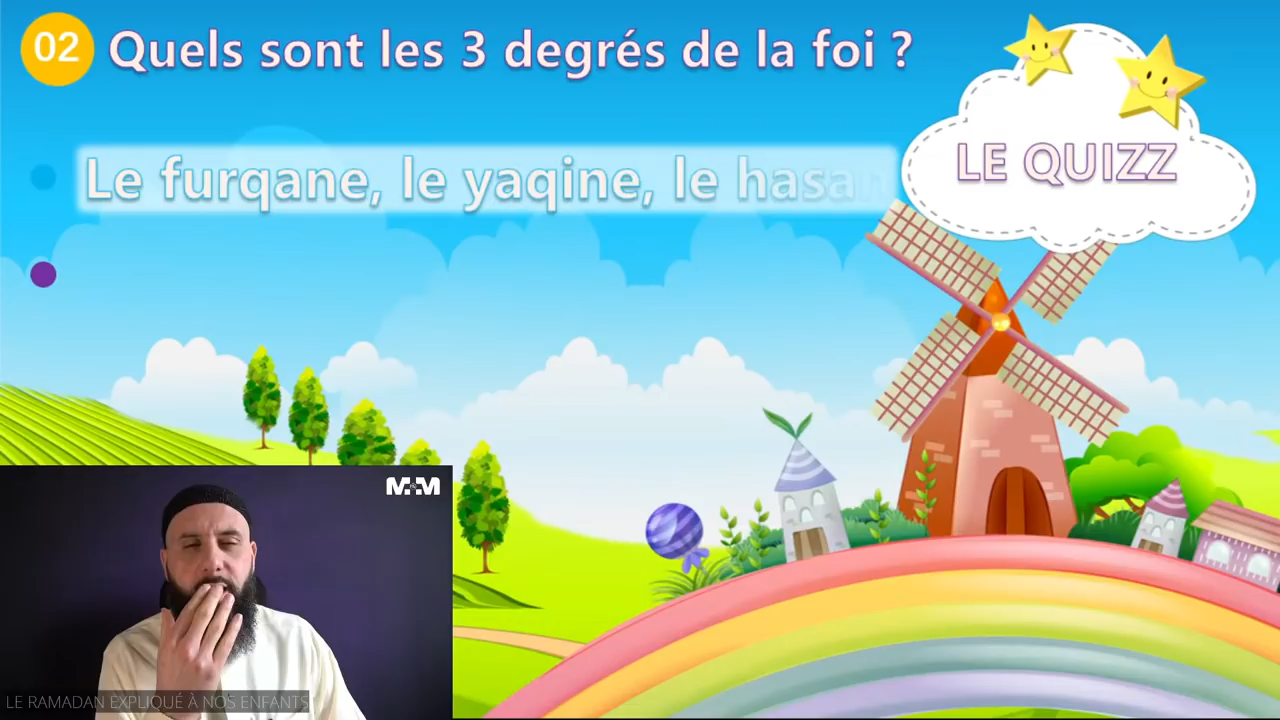 02 Quels sont les 3 degrés de la foi ?
Le furqane, le yaqine, le hasan
LE QUIZZ
LE RAMADAN EXPLIQUÉ À NOS ENFANTS